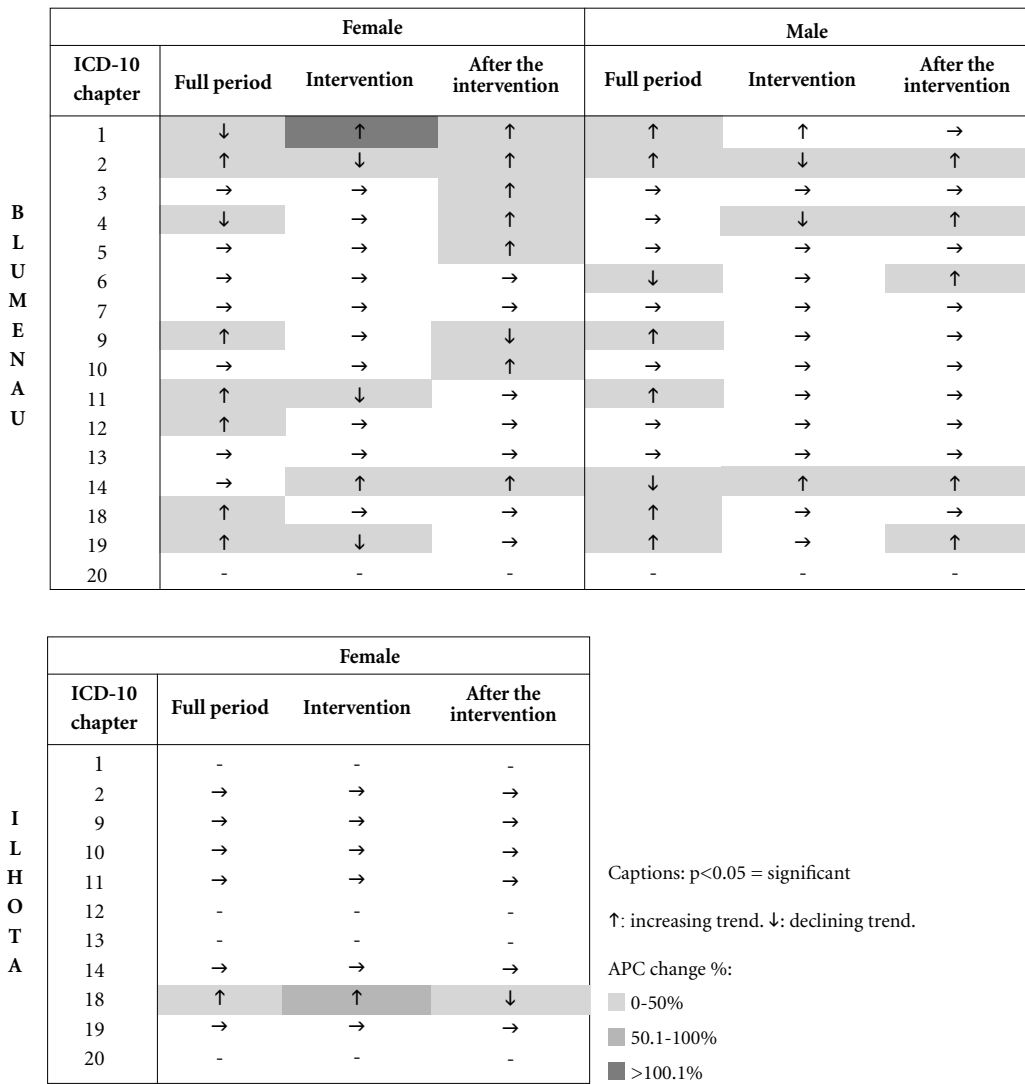 Female Male
ICD-10 chapter Full period Intervention After the intervention Full period Intervention After the intervention
BLUMENAU
1 ↓ ↑ ↑ ↑ ↑ →
2 ↑ ↓ ↑ ↑ ↓ ↑
3 → → ↑ → → →
4 ↓ → ↑ → ↓ ↑
5 → → ↑ → → →
6 → → → ↓ → ↑
7 → → → → → →
9 ↑ → ↓ ↑ → →
10 → → ↑ → → →
11 ↑ ↓ → ↑ → →
12 ↑ → → → → →
13 → → → → → →
14 → ↑ ↑ ↓ ↑ ↑
18 ↑ → → ↑ → →
19 ↑ ↓ → ↑ → ↑
20 - - - - - -
Female
ICD-10 chapter Full period Intervention After the intervention
ILHOTA
1 - - -
2 → → →
9 → → →
10 → → →
11 → → →
12 - - -
13 - - -
14 → → →
18 ↑ ↑ ↓
19 → → →
20 - - -
Captions: p<0.05 = significant
↑: increasing trend. ↓: declining trend.
APC change %:
0-50%
50.1-100%
>100.1%